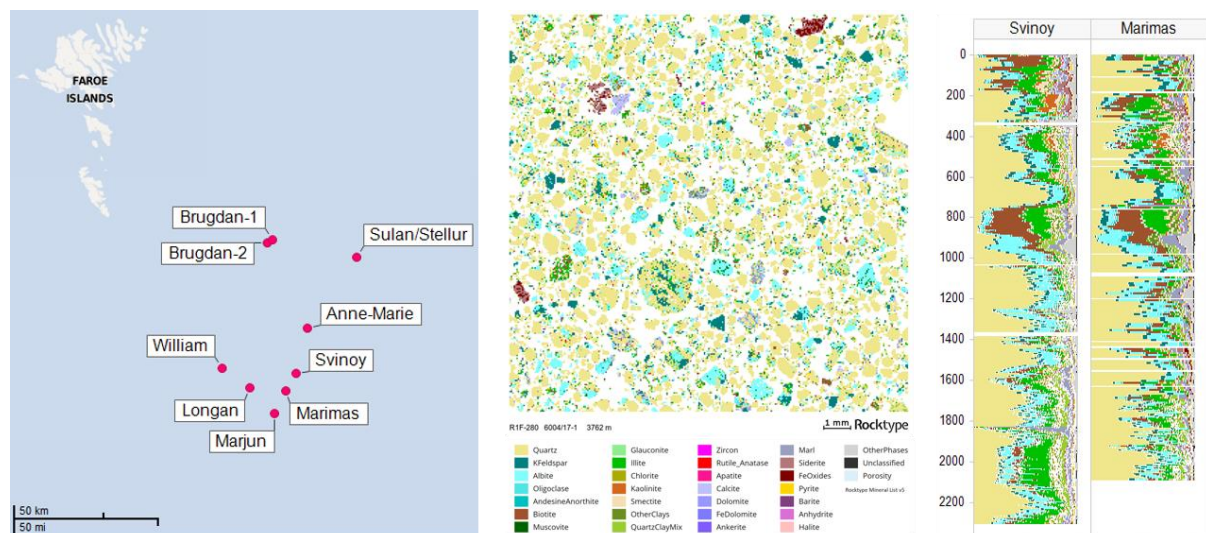 FAROE
ISLANDS
Brugdan-1
Brugdan-2
Sulan/Stellur
Anne-Marie
William
Svinoy
Longan
Marimas
Marjun
50 km
50 mi
R1F-280 6004/17-1 3762 m
1 mm Rocktype
Quartz
KFeldspar
Albite
Oligoclase
AndesineAnorthite
Biotite
Muscovite
Glauconite
Illite
Chlorite
Kaolinite
Smectite
OtherClays
QuartzClayMix
Zircon
Rutile_Anatase
Apatite
Calcite
Dolomite
FeDolomite
Ankerite
Marl
Siderite
FeOxides
Pyrite
Barite
Anhydrite
Halite
OtherPhases
Unclassified
Porosity
Rocktype Mineral List v5
Svinoy Marimas
0
200
400
600
800
1000
1200
1400
1600
1800
2000
2200